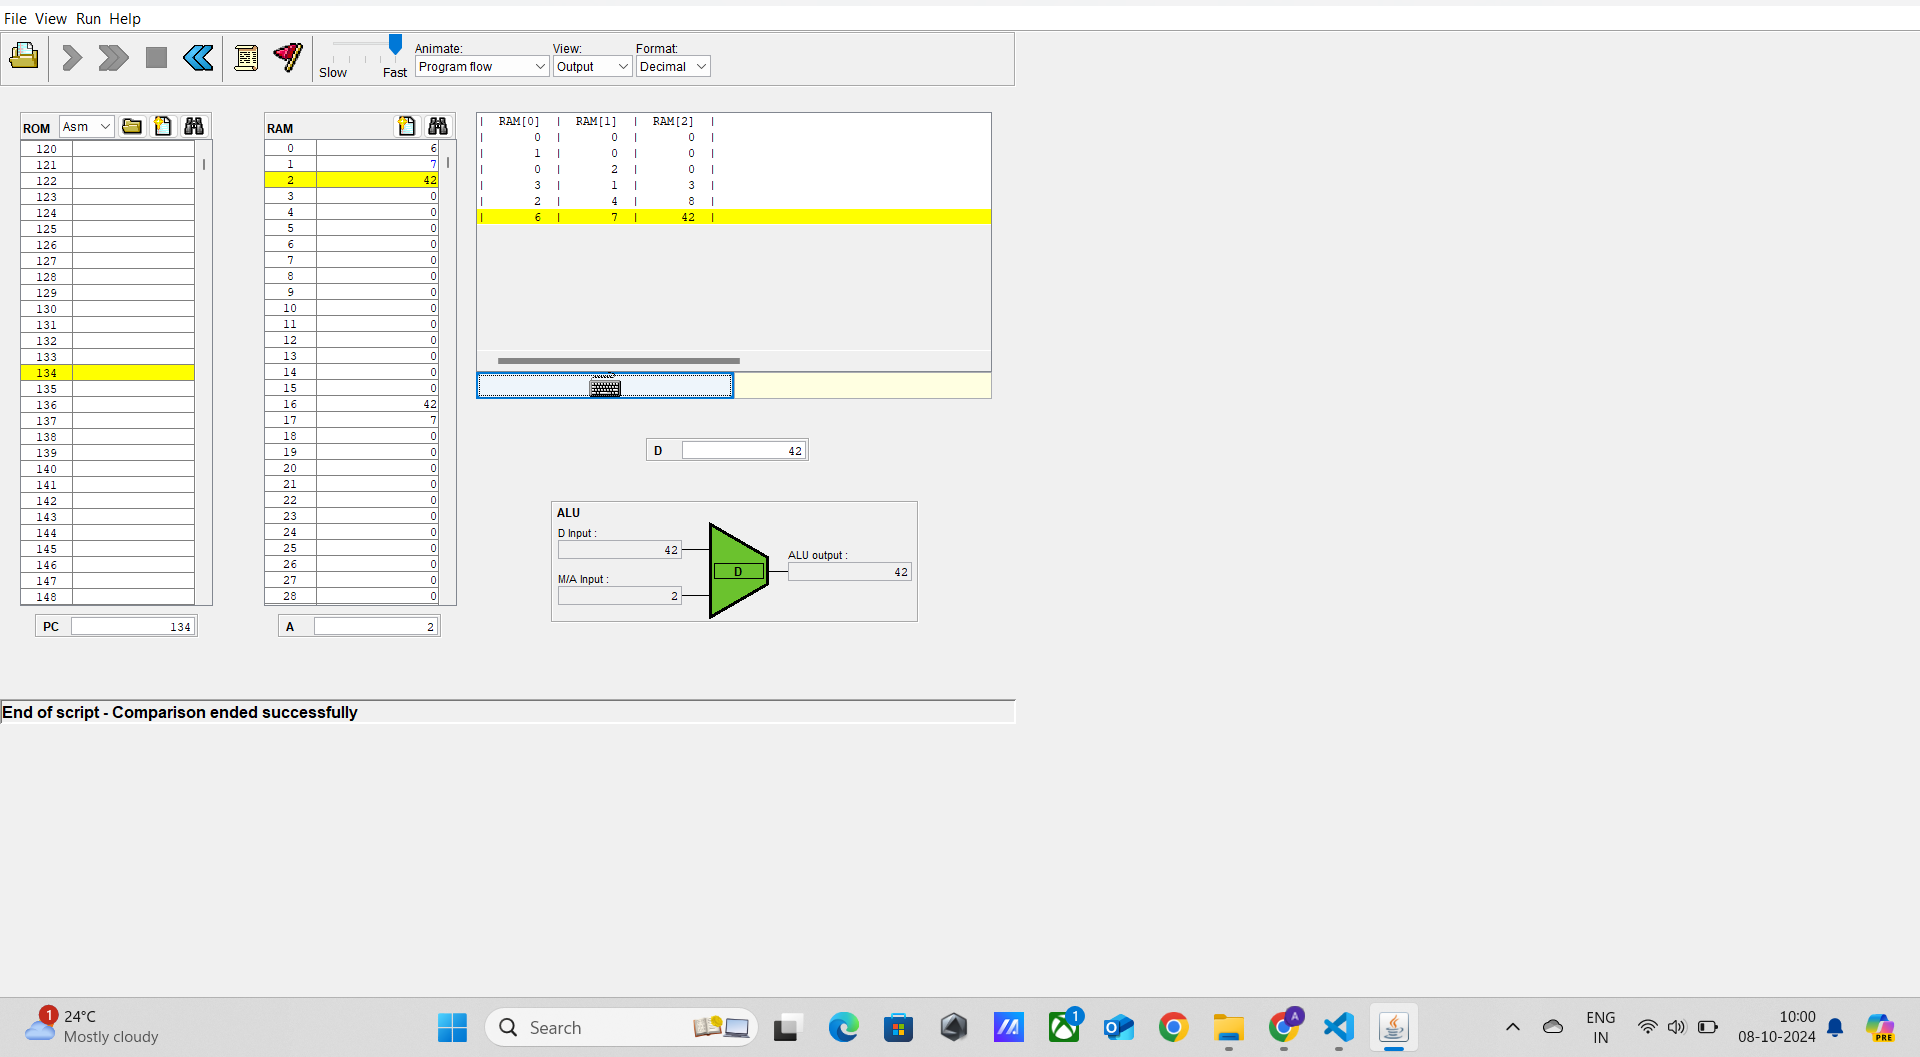 File View Run Help
Slow Fast
Animate: View: Format:
Program flow Output Decimal
ROM Asm
120
121
122
123
124
125
126
127
128
129
130
131
132
133
134
135
136
137
138
139
140
141
142
143
144
145
146
147
148
PC 134
RAM
0 6
1 7
2 42
3 0
4 0
5 0
6 0
7 0
8 0
9 0
10 0
11 0
12 0
13 0
14 0
15 0
16 42
17 7
18 0
19 0
20 0
21 0
22 0
23 0
24 0
25 0
26 0
27 0
28 0
A 2
| RAM[0] | RAM[1] | RAM[2] |
| 0 | 0 | 0 |
| 1 | 0 | 0 |
| 0 | 2 | 0 |
| 3 | 1 | 3 |
| 2 | 4 | 8 |
| 6 | 7 | 42 |
D 42
ALU
D Input :
42
M/A Input :
2
D
ALU output :
42
End of script - Comparison ended successfully
1
24°C
Mostly cloudy
Search
1
A
ENG
IN
10:00
08-10-2024
PRE